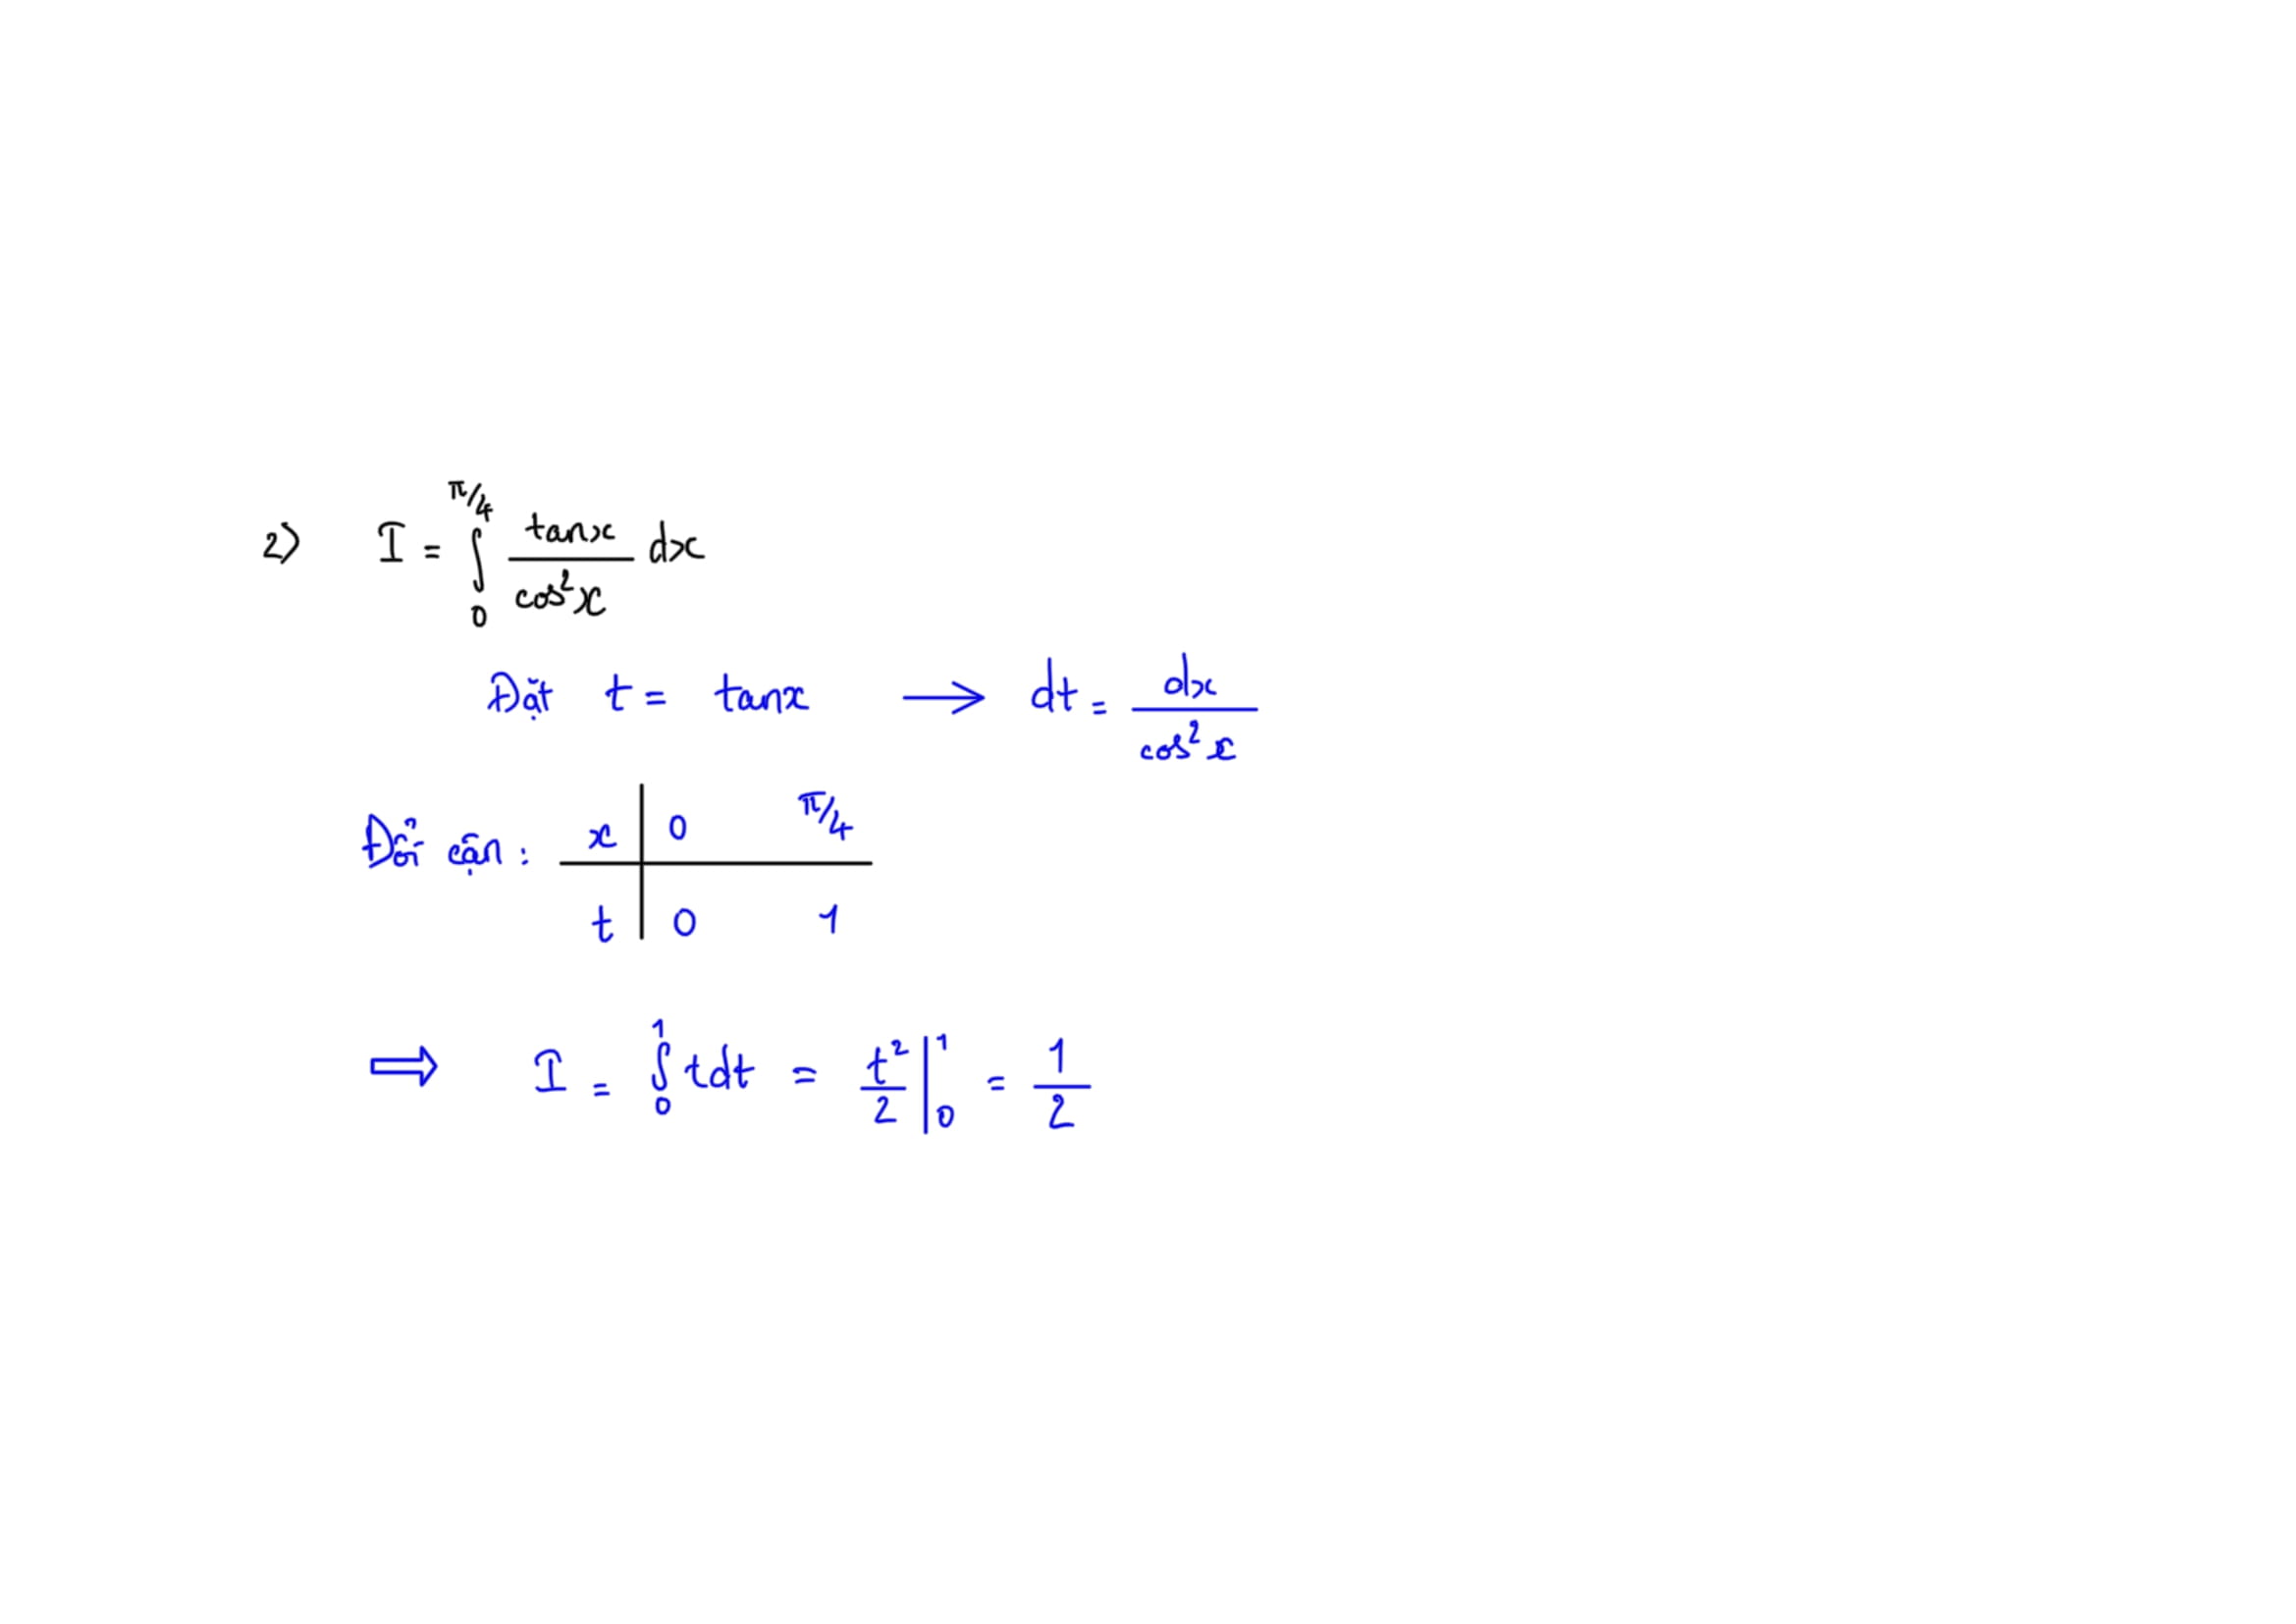 2) I = ∫₀^{π/4} tanx / cos²x dx
Đặt t = tanx → dt = dx / cos²x
Đổi cận : x | 0 π/4
t | 0 1
⇒ I = ∫₀¹ tdt = t²/2 |₀¹ = 1/2